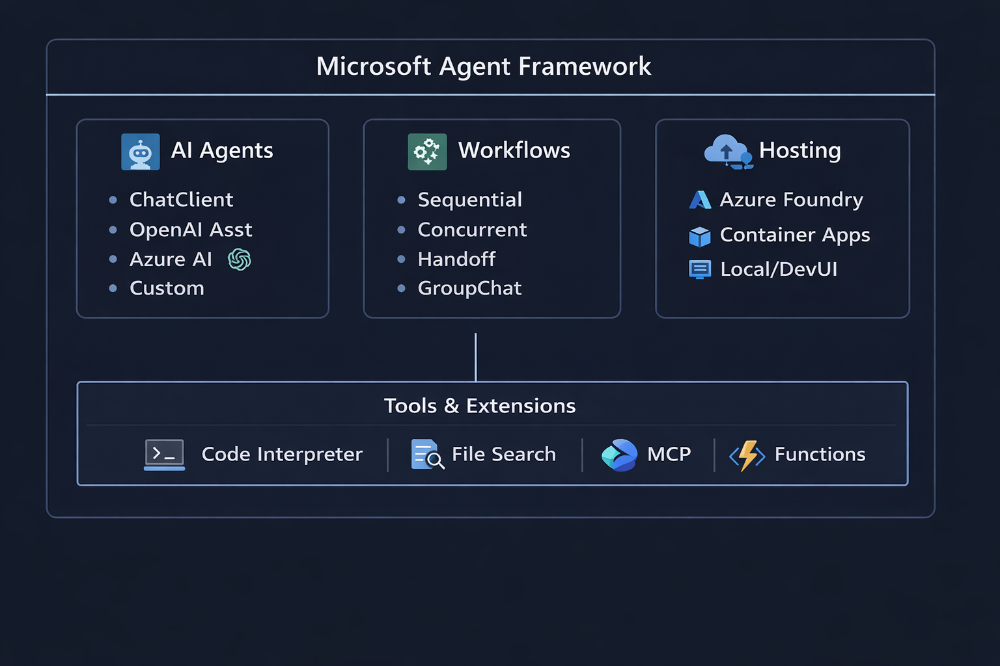 Microsoft Agent Framework
AI Agents
ChatClient
OpenAI Asst
Azure AI
Custom
Workflows
Sequential
Concurrent
Handoff
GroupChat
Hosting
Azure Foundry
Container Apps
Local/DevUI
Tools & Extensions
Code Interpreter
File Search
MCP
Functions